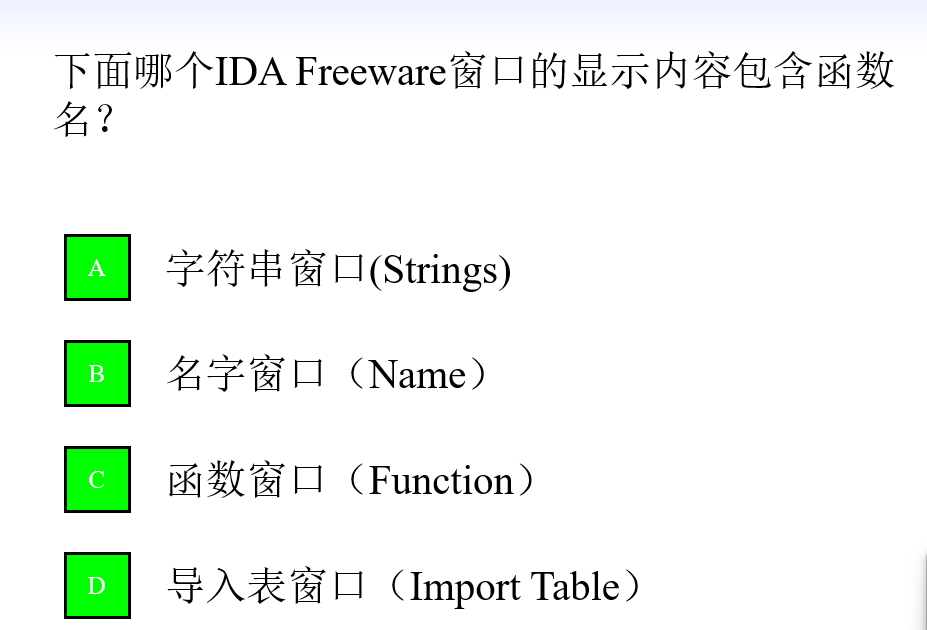 下面哪个IDA Freeware窗口的显示内容包含函数
名？
A 字符串窗口(Strings)
B 名字窗口（Name）
C 函数窗口（Function）
D 导入表窗口（Import Table）